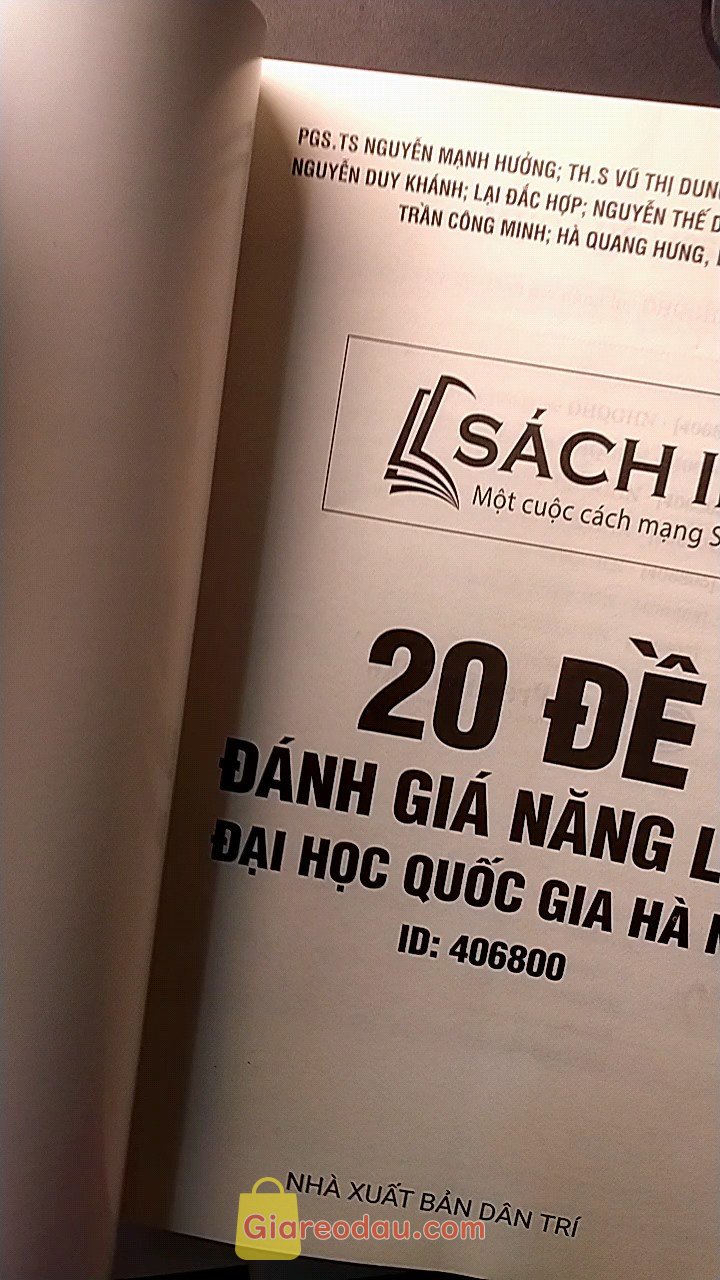 PGS.TS NGUYỄN MẠNH HƯỞNG; TH.S VŨ THỊ DUNG
NGUYỄN DUY KHÁNH; LẠI ĐẮC HỢP; NGUYỄN THẾ D
TRẦN CÔNG MINH; HÀ QUANG HƯNG,
SÁCH I
Một cuộc cách mạng S
20 ĐỀ
ĐÁNH GIÁ NĂNG L
ĐẠI HỌC QUỐC GIA HÀ N
ID: 406800
NHÀ XUẤT BẢN DÂN TRÍ
Giareodau.com